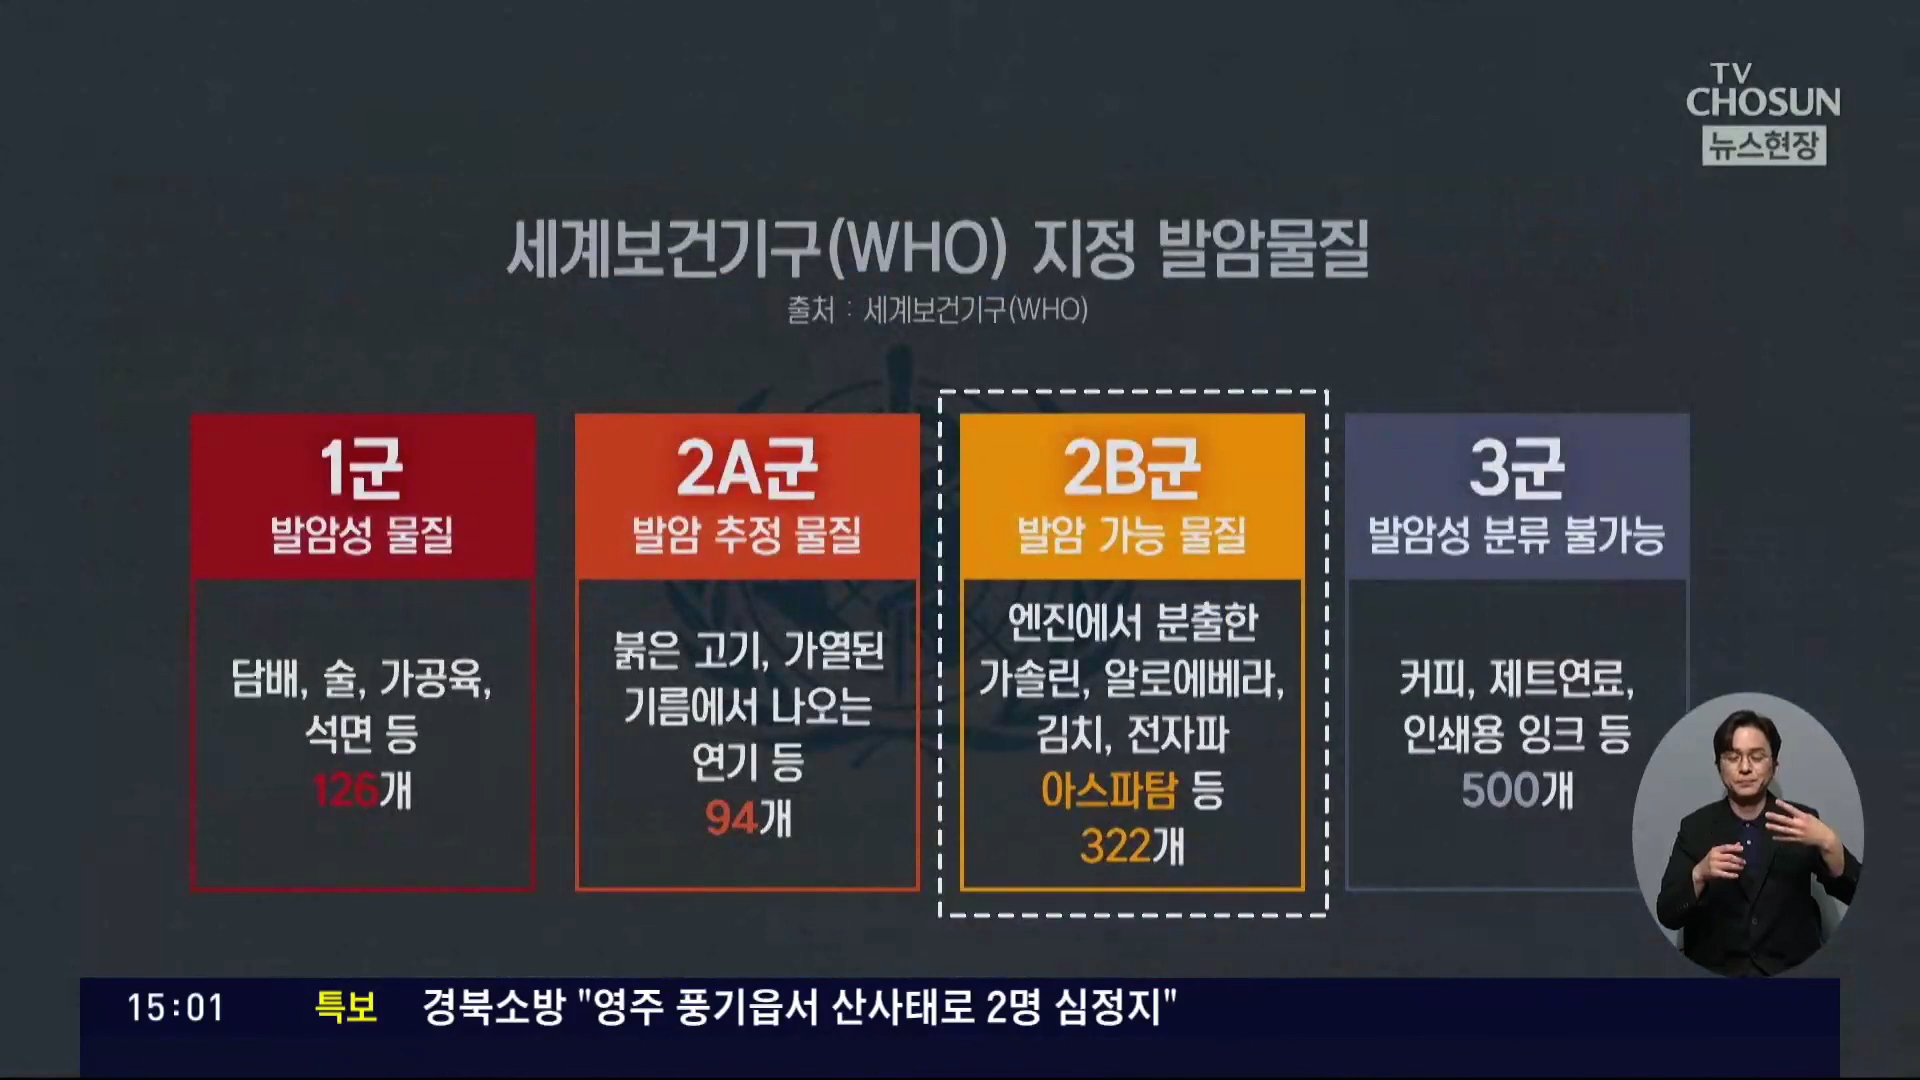 TV
CHOSUN
뉴스현장
세계보건기구(WHO) 지정 발암물질
출처 : 세계보건기구(WHO)
1군
발암성 물질
담배, 술, 가공육,
석면 등
126개
2A군
발암 추정 물질
붉은 고기, 가열된
기름에서 나오는
연기 등
94개
2B군
발암 가능 물질
엔진에서 분출한
가솔린, 알로에베라,
김치, 전자파
아스파탐 등
322개
3군
발암성 분류 불가능
커피, 제트연료,
인쇄용 잉크 등
500개
15:01 특보 경북소방 "영주 풍기읍서 산사태로 2명 심정지"